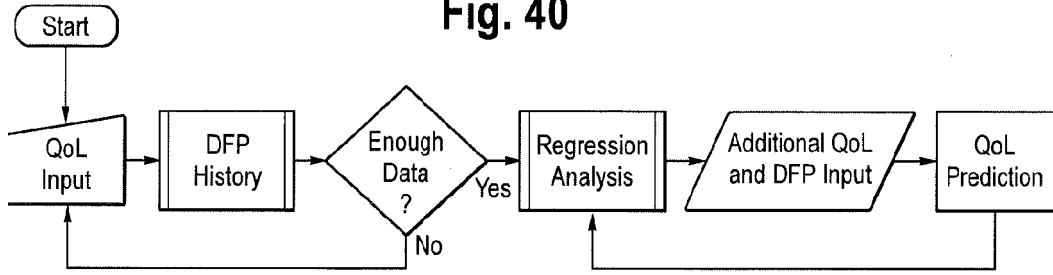 Fig. 40
Start
QoL
Input
DFP
History
Enough
Data
?
Yes
No
Regression
Analysis
Additional QoL
and DFP Input
QoL
Prediction